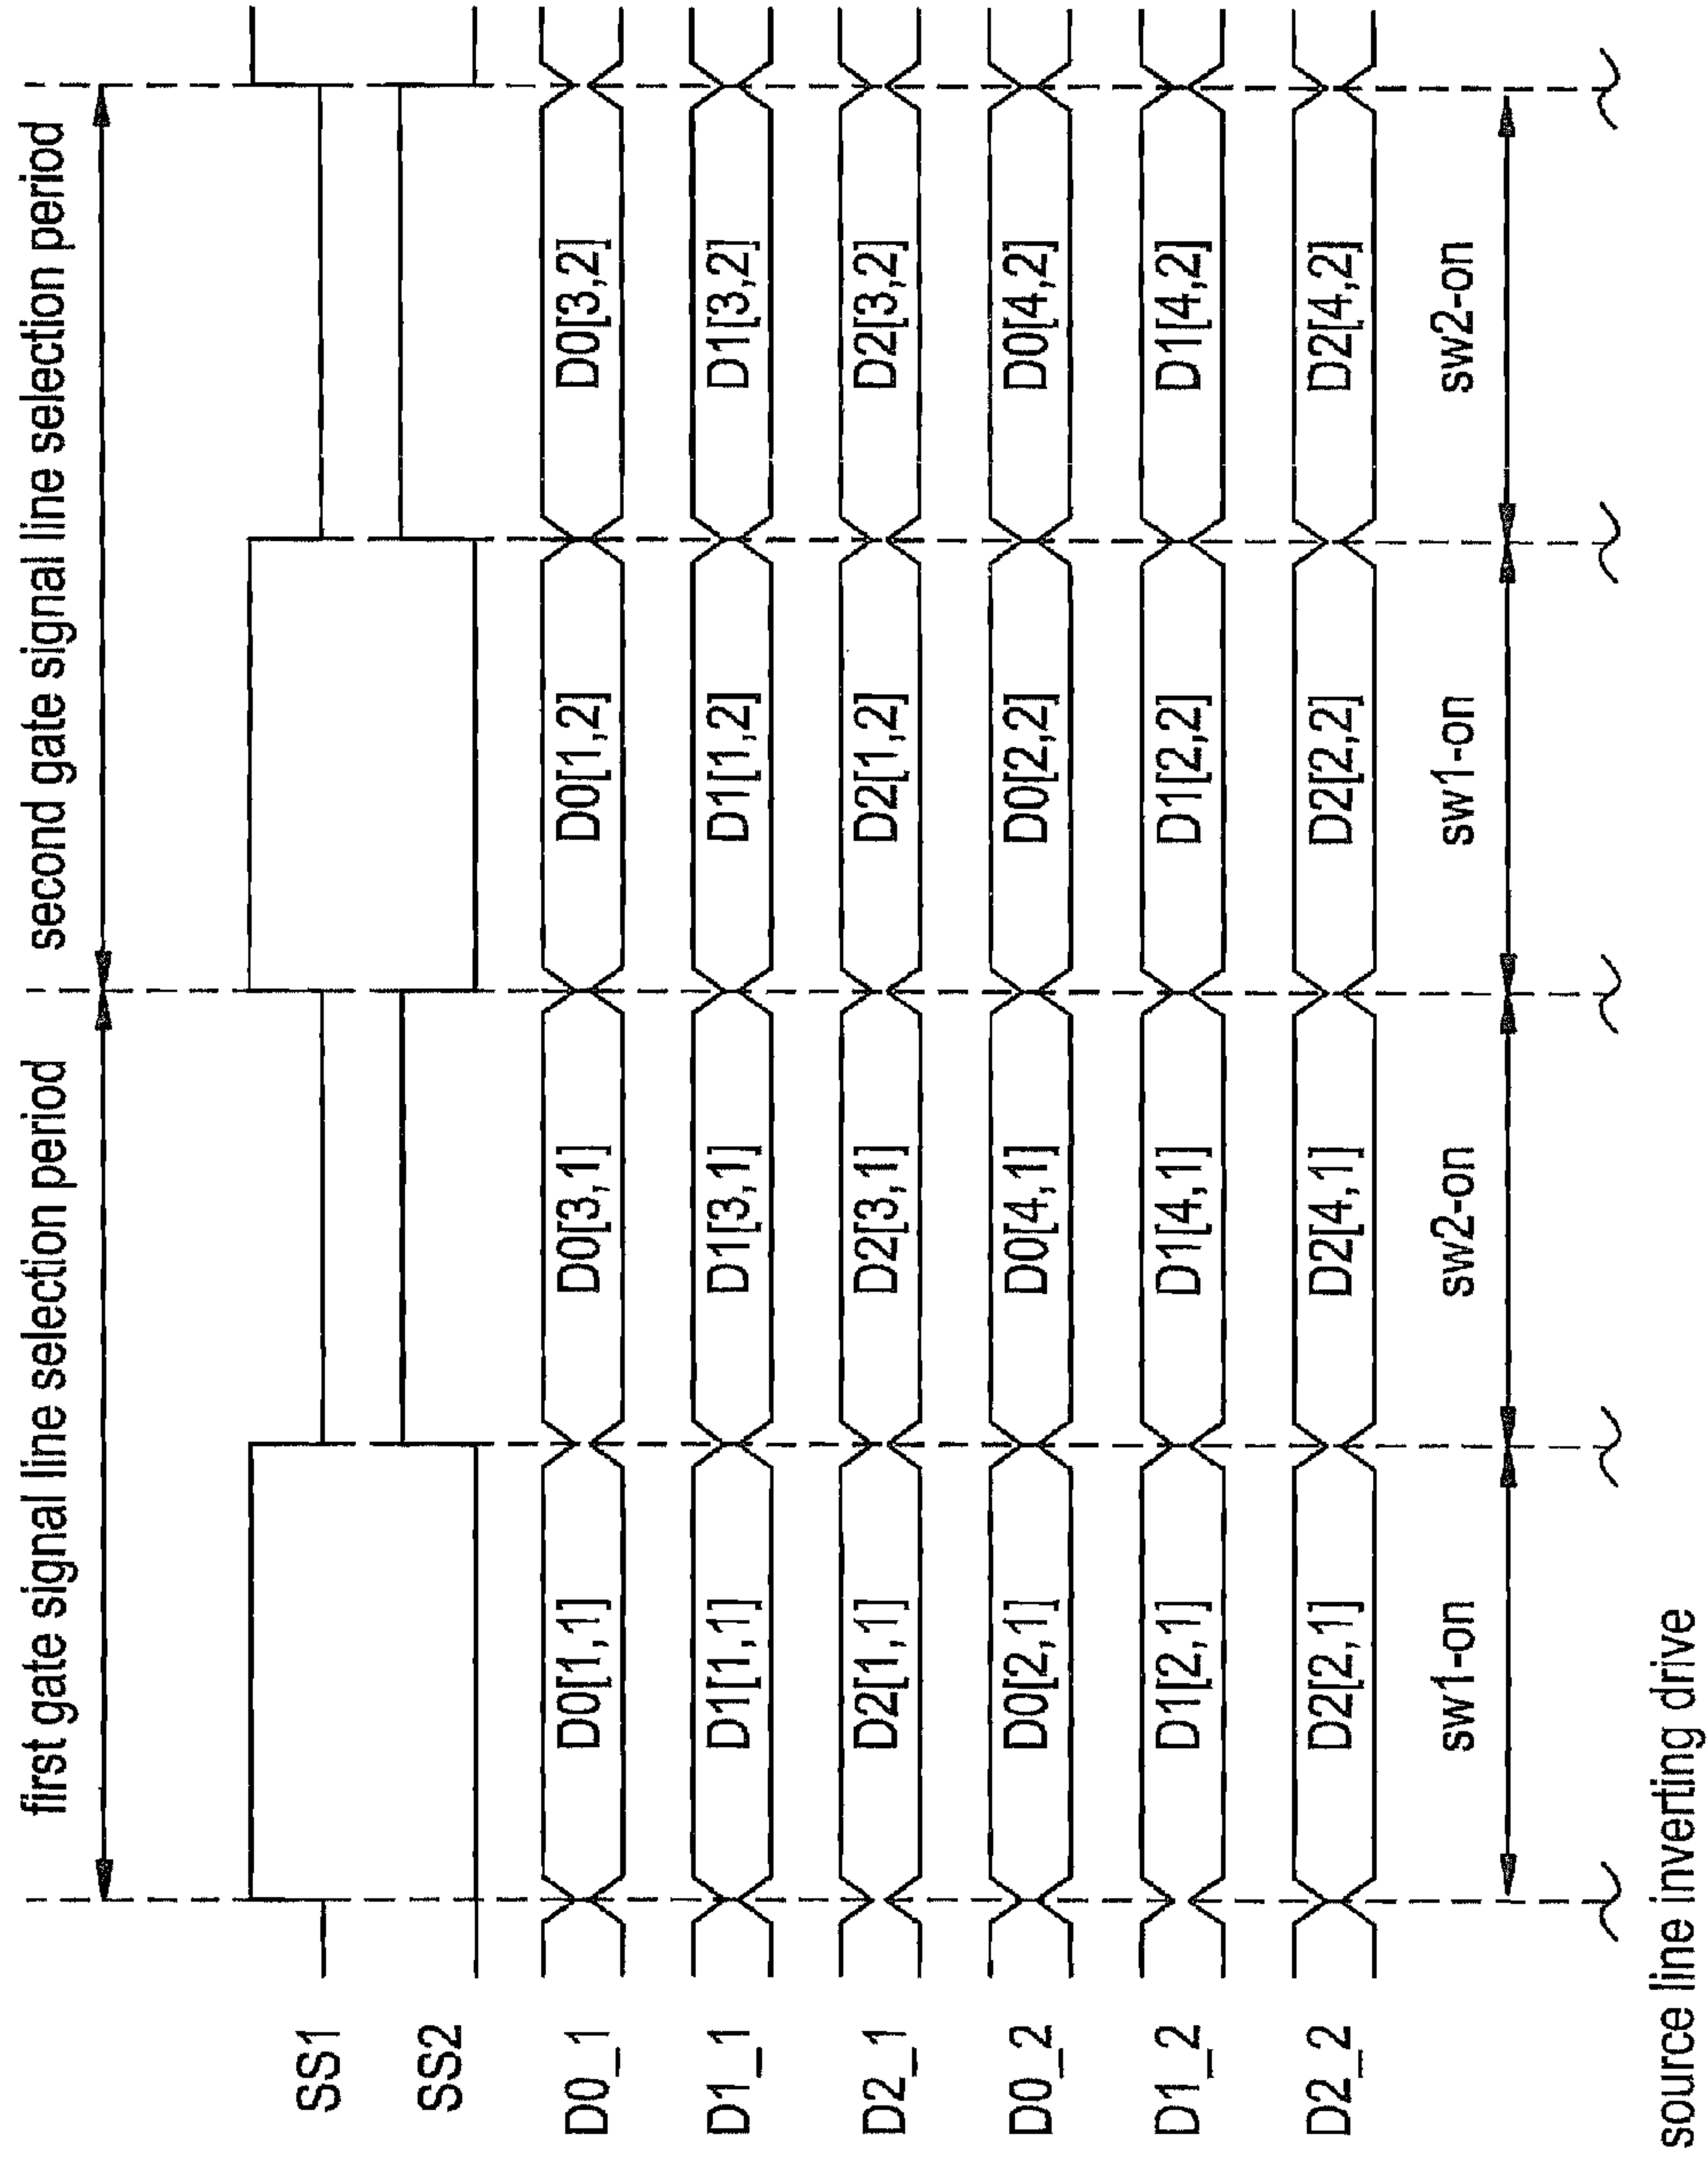 first gate signal line selection period second gate signal line selection period
SS1
SS2
D0_1 D0[1,1] D0[3,1] D0[1,2] D0[3,2]
D1_1 D1[1,1] D1[3,1] D1[1,2] D1[3,2]
D2_1 D2[1,1] D2[3,1] D2[1,2] D2[3,2]
D0_2 D0[2,1] D0[4,1] D0[2,2] D0[4,2]
D1_2 D1[2,1] D1[4,1] D1[2,2] D1[4,2]
D2_2 D2[2,1] D2[4,1] D2[2,2] D2[4,2]
sw1-on sw2-on sw1-on sw2-on
source line inverting drive